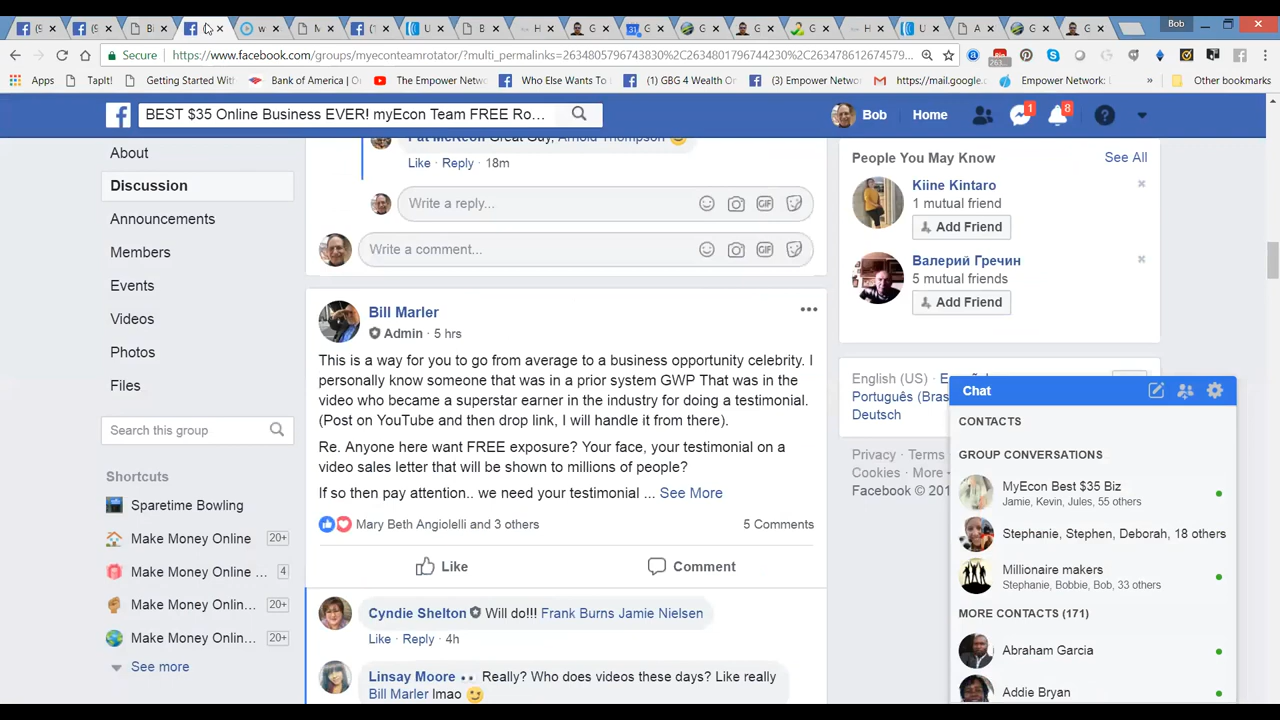 Bob
Secure
https://www.facebook.com/groups/myeconteamrotator/?multi_permalinks=2634805796743830%2C2634801796744230%2C263478612674579...
Apps
TapIt!
Getting Started With
Bank of America | O
The Empower Netwo
Who Else Wants To
(1) GBG 4 Wealth O
(3) Empower Netwo
https://mail.google.c
Empower Network: L
»
Other bookmarks
BEST $35 Online Business EVER! myEcon Team FREE Ro...
Bob
Home
1
8
About
Discussion
Announcements
Members
Events
Videos
Photos
Files
Search this group
Shortcuts
Sparetime Bowling
Make Money Online 20+
Make Money Online ... 4
Make Money Onlin... 20+
Make Money Onlin... 20+
See more
Pat McKeon Great Guy, Arnold Thompson
Like · Reply · 18m
Write a reply...
Write a comment...
Bill Marler
Admin · 5 hrs
This is a way for you to go from average to a business opportunity celebrity. I
personally know someone that was in a prior system GWP That was in the
video who became a superstar earner in the industry for doing a testimonial.
(Post on YouTube and then drop link, I will handle it from there).
Re. Anyone here want FREE exposure? Your face, your testimonial on a
video sales letter that will be shown to millions of people?
If so then pay attention.. we need your testimonial ... See More
Mary Beth Angiolelli and 3 others
5 Comments
Like
Comment
Cyndie Shelton Will do!!! Frank Burns Jamie Nielsen
Like · Reply · 4h
Linsay Moore Really? Who does videos these days? Like really
Bill Marler lmao
People You May Know
See All
Kiine Kintaro
1 mutual friend
Add Friend
Валерий Гречин
5 mutual friends
Add Friend
English (US) ·
Português (Bras
Deutsch
Privacy · Terms
Cookies · More
Facebook © 201
Chat
CONTACTS
GROUP CONVERSATIONS
MyEcon Best $35 Biz
Jamie, Kevin, Jules, 55 others
Stephanie, Stephen, Deborah, 18 others
Millionaire makers
Stephanie, Bobbie, Bob, 33 others
MORE CONTACTS (171)
Abraham Garcia
Addie Bryan